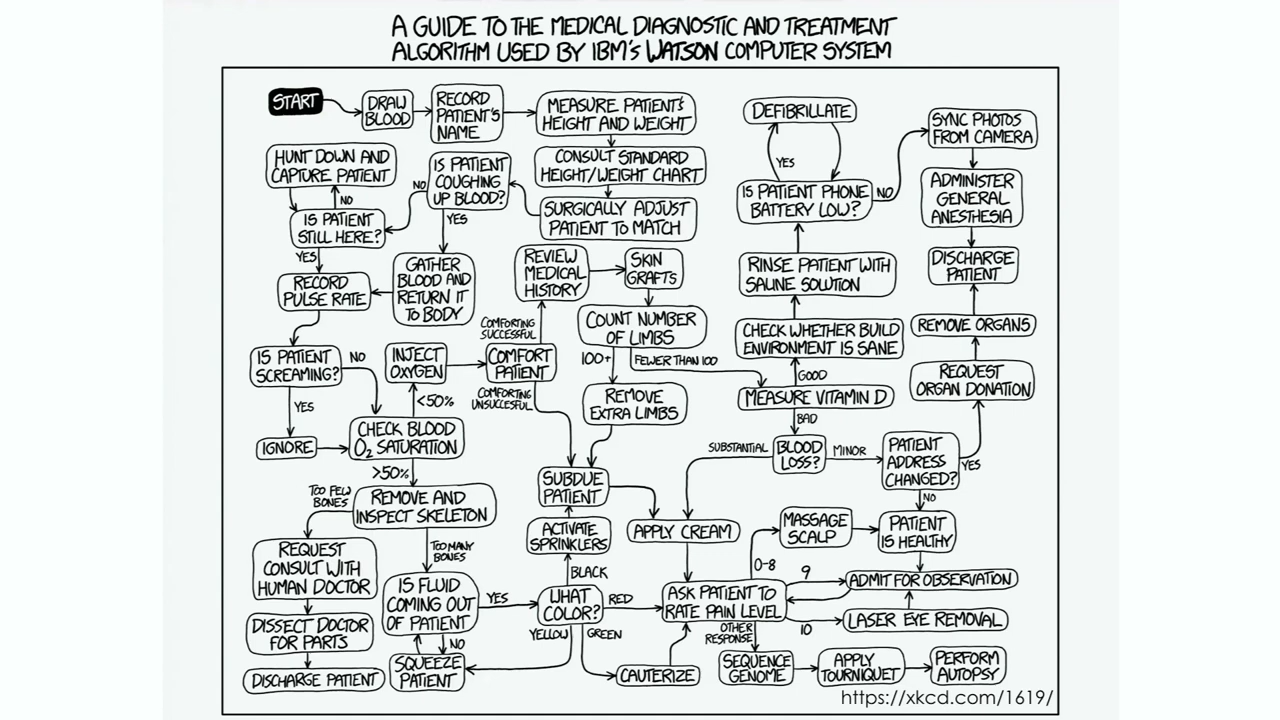 A GUIDE TO THE MEDICAL DIAGNOSTIC AND TREATMENT
ALGORITHM USED BY IBM'S WATSON COMPUTER SYSTEM
START
DRAW
BLOOD
RECORD
PATIENT'S
NAME
MEASURE PATIENT'S
HEIGHT AND WEIGHT
CONSULT STANDARD
HEIGHT/WEIGHT CHART
SURGICALLY ADJUST
PATIENT TO MATCH
IS PATIENT
COUGHING
UP BLOOD?
NO
YES
HUNT DOWN AND
CAPTURE PATIENT
NO
IS PATIENT
STILL HERE?
YES
GATHER
BLOOD AND
RETURN IT
TO BODY
RECORD
PULSE RATE
IS PATIENT
SCREAMING?
NO
YES
IGNORE
CHECK BLOOD
O2 SATURATION
<50%
>50%
INJECT
OXYGEN
COMFORT
PATIENT
COMFORTING
SUCCESSFUL
COMFORTING
UNSUCCESSFUL
REVIEW
MEDICAL
HISTORY
SKIN
GRAFTS
COUNT NUMBER
OF LIMBS
100+
FEWER THAN 100
REMOVE
EXTRA LIMBS
SUBDUE
PATIENT
ACTIVATE
SPRINKLERS
BLACK
REMOVE AND
INSPECT SKELETON
TOO FEW
BONES
TOO MANY
BONES
REQUEST
CONSULT WITH
HUMAN DOCTOR
DISSECT DOCTOR
FOR PARTS
DISCHARGE PATIENT
IS FLUID
COMING OUT
OF PATIENT
YES
NO
SQUEEZE
PATIENT
WHAT
COLOR?
RED
YELLOW
GREEN
CAUTERIZE
DEFIBRILLATE
YES
IS PATIENT PHONE
BATTERY LOW?
NO
SYNC PHOTOS
FROM CAMERA
ADMINISTER
GENERAL
ANESTHESIA
DISCHARGE
PATIENT
RINSE PATIENT WITH
SALINE SOLUTION
CHECK WHETHER BUILD
ENVIRONMENT IS SANE
GOOD
MEASURE VITAMIN D
BAD
REMOVE ORGANS
REQUEST
ORGAN DONATION
BLOOD
LOSS?
SUBSTANTIAL
MINOR
PATIENT
ADDRESS
CHANGED?
YES
NO
APPLY CREAM
MASSAGE
SCALP
PATIENT
IS HEALTHY
ASK PATIENT TO
RATE PAIN LEVEL
0-8
9
10
OTHER
RESPONSE
ADMIT FOR OBSERVATION
LASER EYE REMOVAL
SEQUENCE
GENOME
APPLY
TOURNIQUET
PERFORM
AUTOPSY
https://xkcd.com/1619/